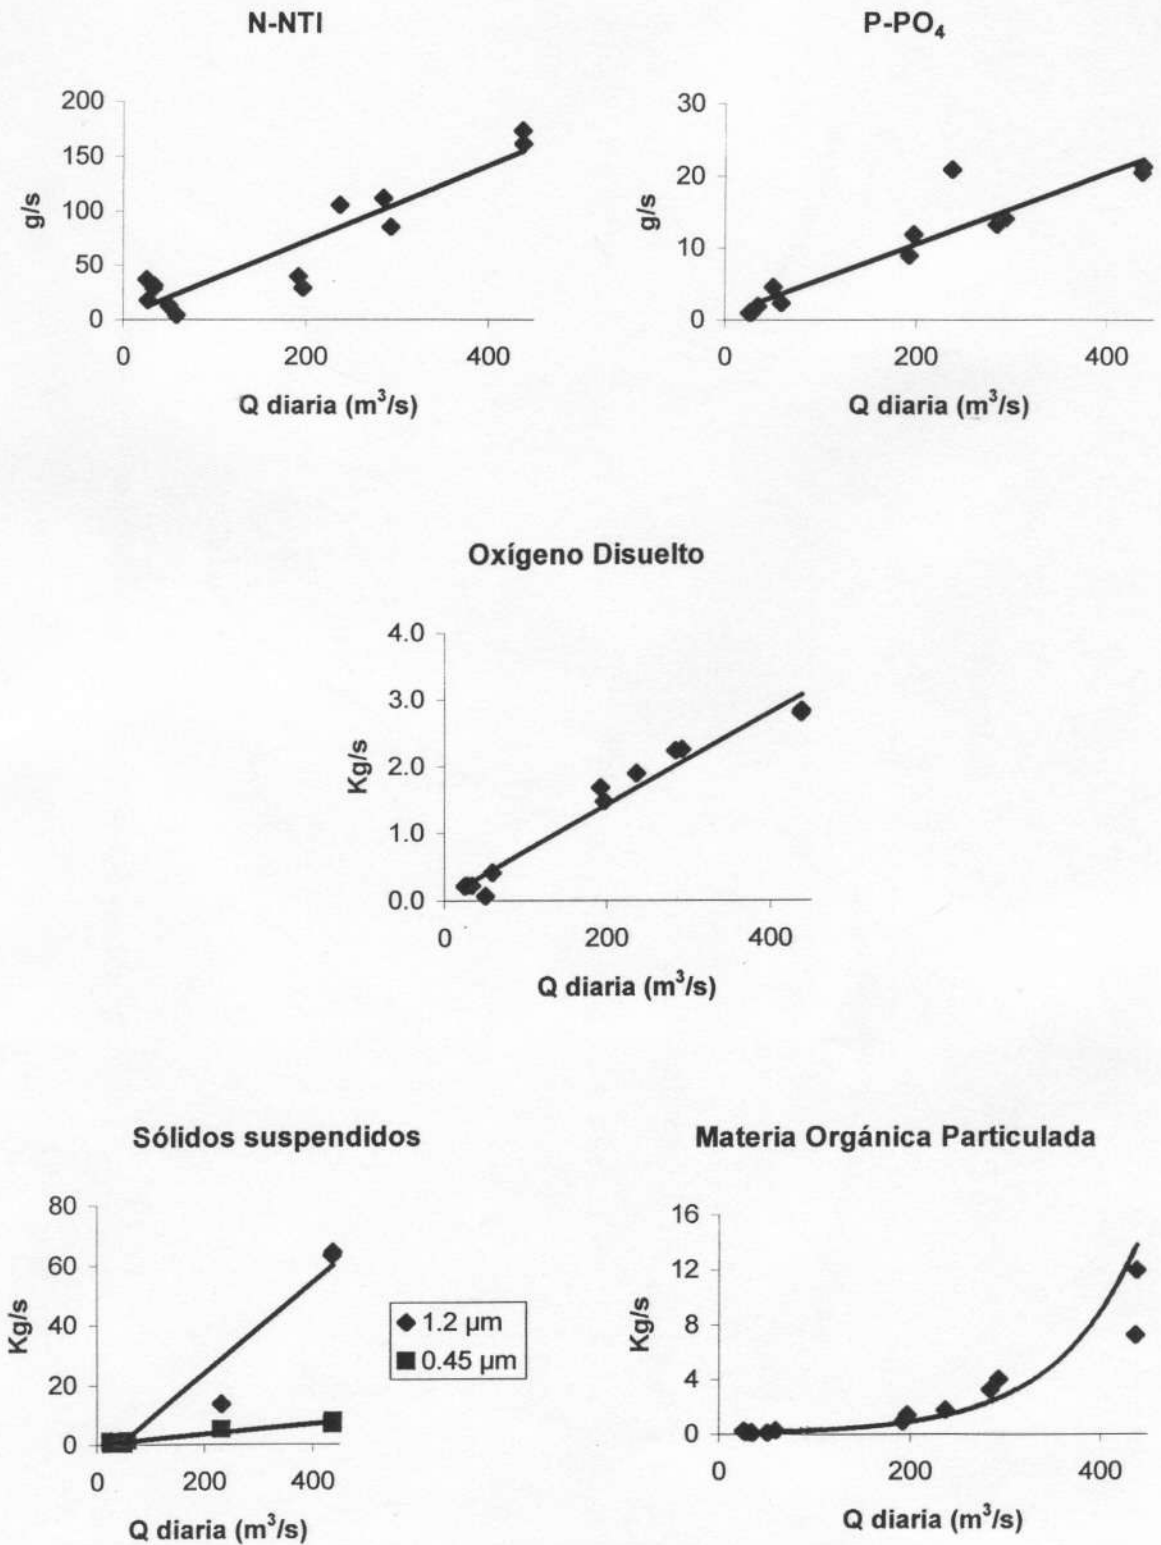 N-NTI
P-PO₄
200
150
100
50
0
g/s
0 200 400
Q diaria (m³/s)
30
20
10
0
g/s
0 200 400
Q diaria (m³/s)
Oxígeno Disuelto
4.0
3.0
2.0
1.0
0.0
Kg/s
0 200 400
Q diaria (m³/s)
Sólidos suspendidos
80
60
40
20
0
Kg/s
0 200 400
Q diaria (m³/s)
1.2 µm
0.45 µm
Materia Orgánica Particulada
16
12
8
4
0
Kg/s
0 200 400
Q diaria (m³/s)